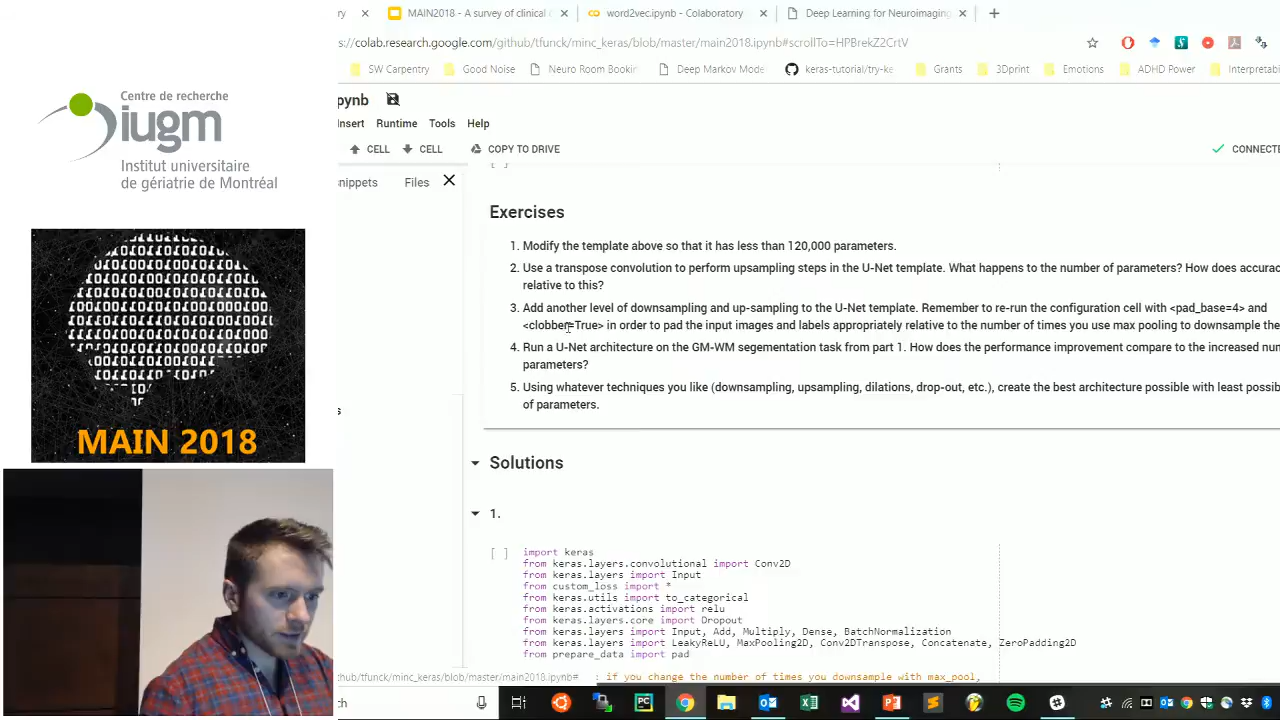 Centre de recherche
iugm
Institut universitaire
de gériatrie de Montréal
MAIN 2018
MAIN2018 - A survey of clinical
word2vec.ipynb - Colaboratory
Deep Learning for Neuroimaging
s://colab.research.google.com/github/tfunck/minc_keras/blob/master/main2018.ipynb#scrollTo=HPBrekZ2CrtV
SW Carpentry
Good Noise
Neuro Room Bookin
Deep Markov Mode
keras-tutorial/try-ke
Grants
3Dprint
Emotions
ADHD Power
Interpretab
pynb
Insert
Runtime
Tools
Help
CELL
CELL
COPY TO DRIVE
CONNECTE
nippets
Files
Exercises
1. Modify the template above so that it has less than 120,000 parameters.
2. Use a transpose convolution to perform upsampling steps in the U-Net template. What happens to the number of parameters? How does accurac
relative to this?
3. Add another level of downsampling and up-sampling to the U-Net template. Remember to re-run the configuration cell with <pad_base=4> and
<clobber=True> in order to pad the input images and labels appropriately relative to the number of times you use max pooling to downsample the
4. Run a U-Net architecture on the GM-WM segementation task from part 1. How does the performance improvement compare to the increased num
parameters?
5. Using whatever techniques you like (downsampling, upsampling, dilations, drop-out, etc.), create the best architecture possible with least possib
of parameters.
Solutions
1.
[ ] import keras
from keras.layers.convolutional import Conv2D
from keras.layers import Input
from custom_loss import *
from keras.utils import to_categorical
from keras.activations import relu
from keras.layers.core import Dropout
from keras.layers import Input, Add, Multiply, Dense, BatchNormalization
from keras.layers import LeakyReLU, MaxPooling2D, Conv2DTranspose, Concatenate, ZeroPadding2D
from prepare_data import pad
hub/tfunck/minc_keras/blob/master/main2018.ipynb#
: if you change the number of times you downsample with max_pool,